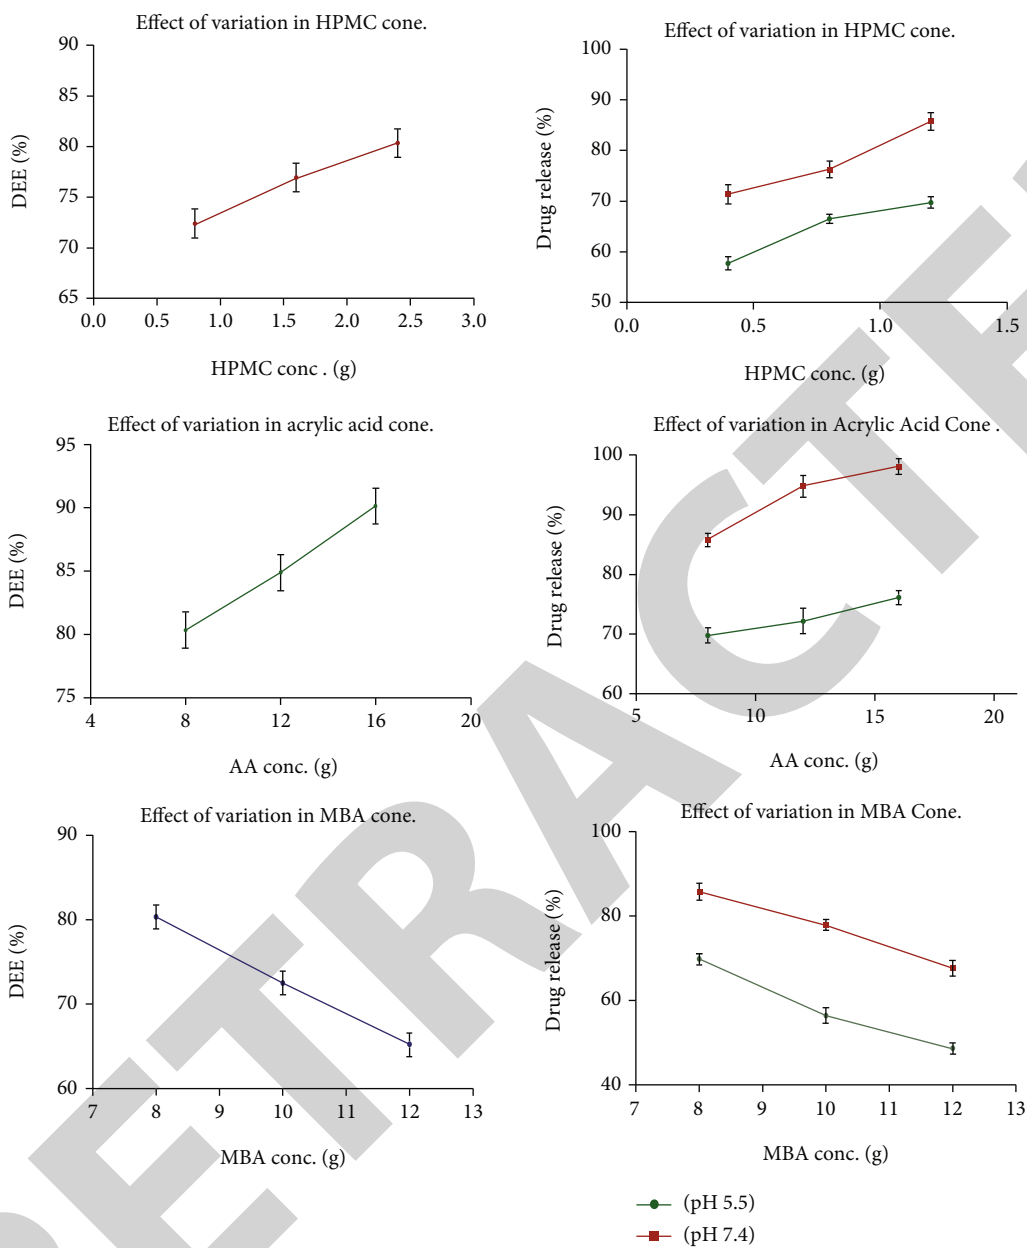 Effect of variation in HPMC cone.
90
85
80
75
70
65
DEE (%)
0.0 0.5 1.0 1.5 2.0 2.5 3.0
HPMC conc . (g)
Effect of variation in HPMC cone.
100
90
80
70
60
50
Drug release (%)
0.0 0.5 1.0 1.5
HPMC conc. (g)
Effect of variation in acrylic acid cone.
95
90
85
80
75
DEE (%)
4 8 12 16 20
AA conc. (g)
Effect of variation in Acrylic Acid Cone .
100
90
80
70
60
Drug release (%)
5 10 15 20
AA conc. (g)
Effect of variation in MBA cone.
90
80
70
60
DEE (%)
7 8 9 10 11 12 13
MBA conc. (g)
Effect of variation in MBA Cone.
100
80
60
40
Drug release (%)
7 8 9 10 11 12 13
MBA conc. (g)
(pH 5.5)
(pH 7.4)
RETRACTE